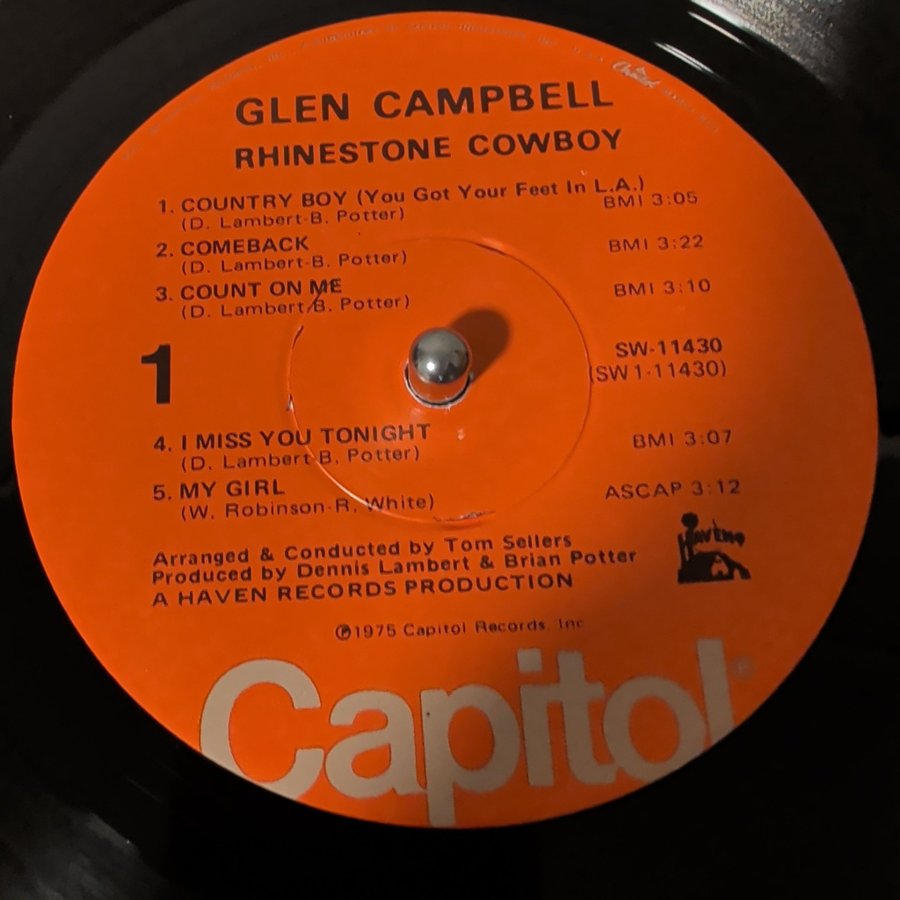 GLEN CAMPBELL
RHINESTONE COWBOY
1. COUNTRY BOY (You Got Your Feet In L.A.)
(D. Lambert-B. Potter) BMI 3:05
2. COMEBACK BMI 3:22
(D. Lambert-B. Potter)
3. COUNT ON ME BMI 3:10
(D. Lambert-B. Potter)
1
SW-11430
(SW1-11430)
4. I MISS YOU TONIGHT BMI 3:07
(D. Lambert-B. Potter)
5. MY GIRL ASCAP 3:12
(W. Robinson-R. White)
Arranged & Conducted by Tom Sellers
Produced by Dennis Lambert & Brian Potter
A HAVEN RECORDS PRODUCTION
HAVEN
℗1975 Capitol Records, Inc
Capitol®